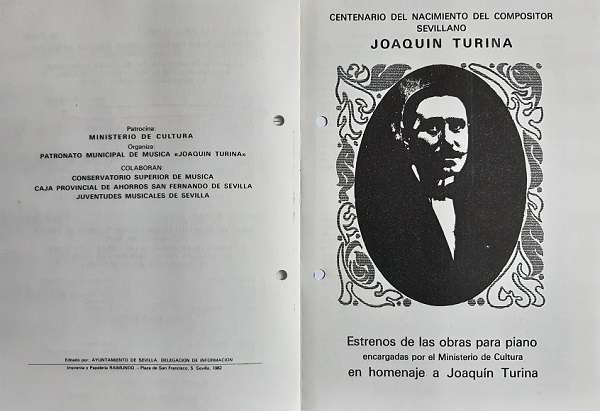 Patrocina:
MINISTERIO DE CULTURA
Organiza:
PATRONATO MUNICIPAL DE MUSICA «JOAQUIN TURINA»
COLABORAN:
CONSERVATORIO SUPERIOR DE MUSICA
CAJA PROVINCIAL DE AHORROS SAN FERNANDO DE SEVILLA
JUVENTUDES MUSICALES DE SEVILLA
Editado por: AYUNTAMIENTO DE SEVILLA. DELEGACION DE INFORMACION
Imprenta y Papelería RAIMUNDO – Plaza de San Francisco, 5. Sevilla, 1982
CENTENARIO DEL NACIMIENTO DEL COMPOSITOR
SEVILLANO
JOAQUIN TURINA
Estrenos de las obras para piano
encargadas por el Ministerio de Cultura
en homenaje a Joaquín Turina